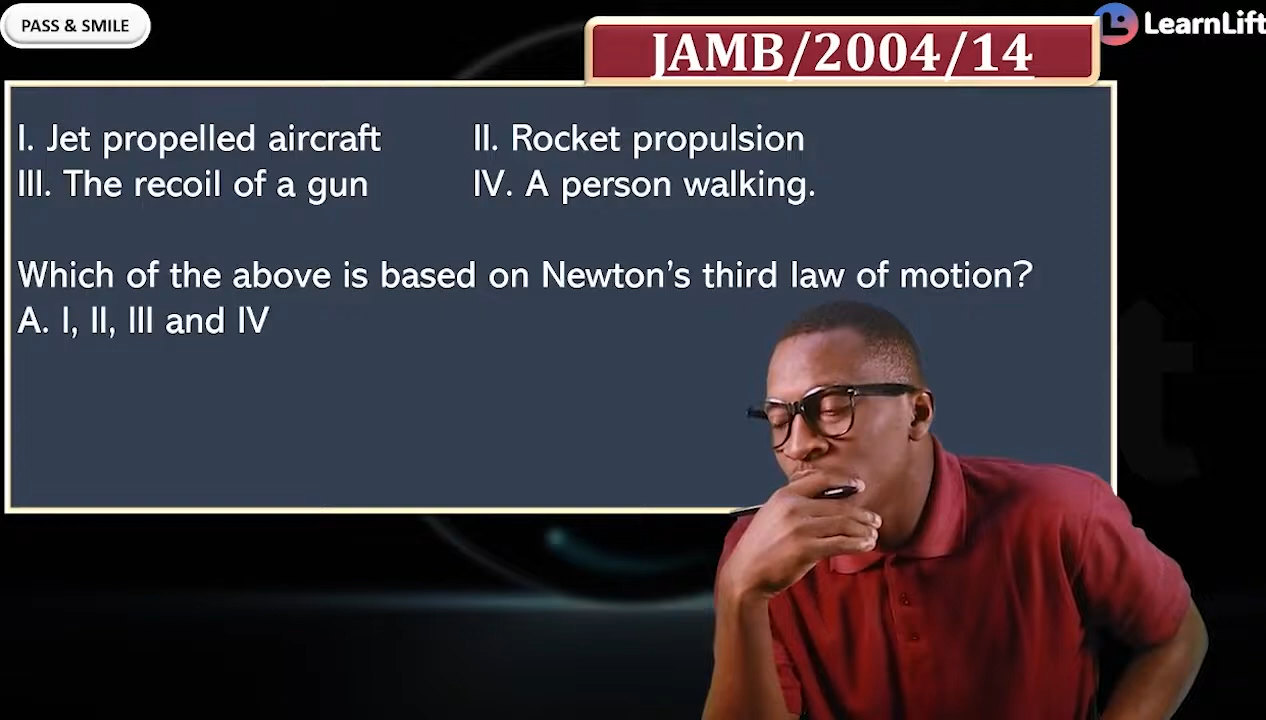 PASS & SMILE
JAMB/2004/14
LearnLift
I. Jet propelled aircraft II. Rocket propulsion
III. The recoil of a gun IV. A person walking.
Which of the above is based on Newton's third law of motion?
A. I, II, III and IV
t